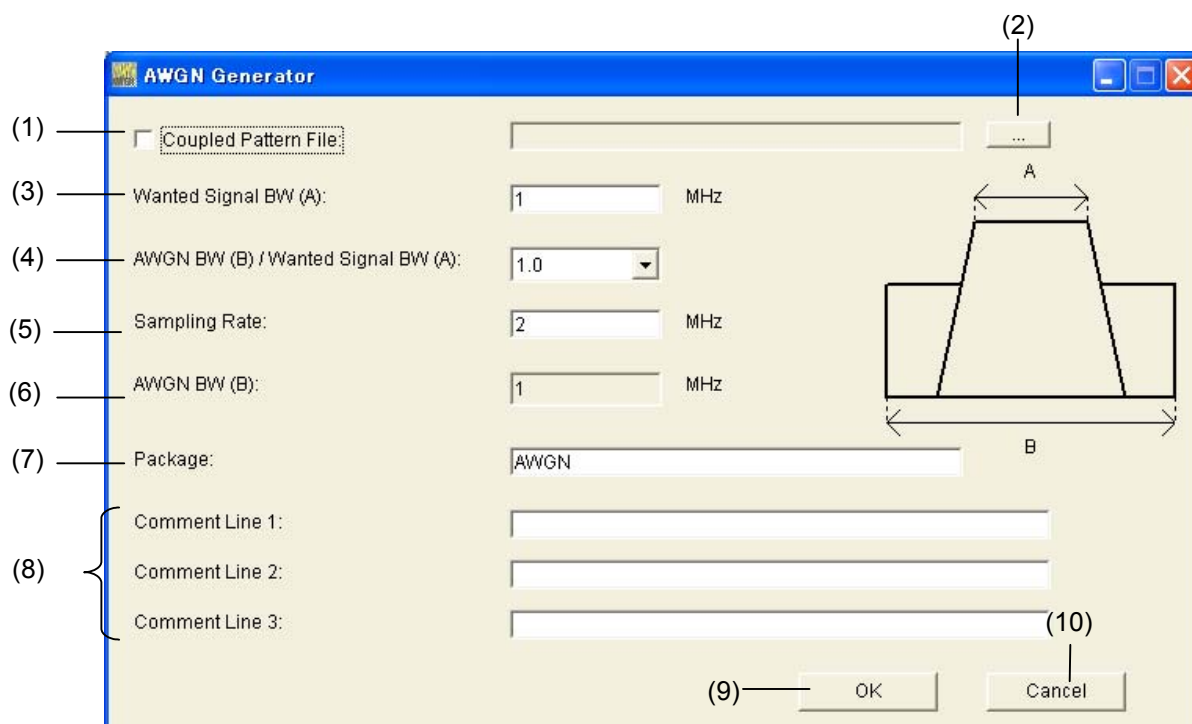 (2)
AWGN Generator
(1) Coupled Pattern File: ...
A
(3) Wanted Signal BW (A): 1 MHz
(4) AWGN BW (B) / Wanted Signal BW (A): 1.0
(5) Sampling Rate: 2 MHz
(6) AWGN BW (B): 1 MHz
B
(7) Package: AWGN
Comment Line 1:
(8) Comment Line 2:
Comment Line 3:
(10)
(9) OK Cancel